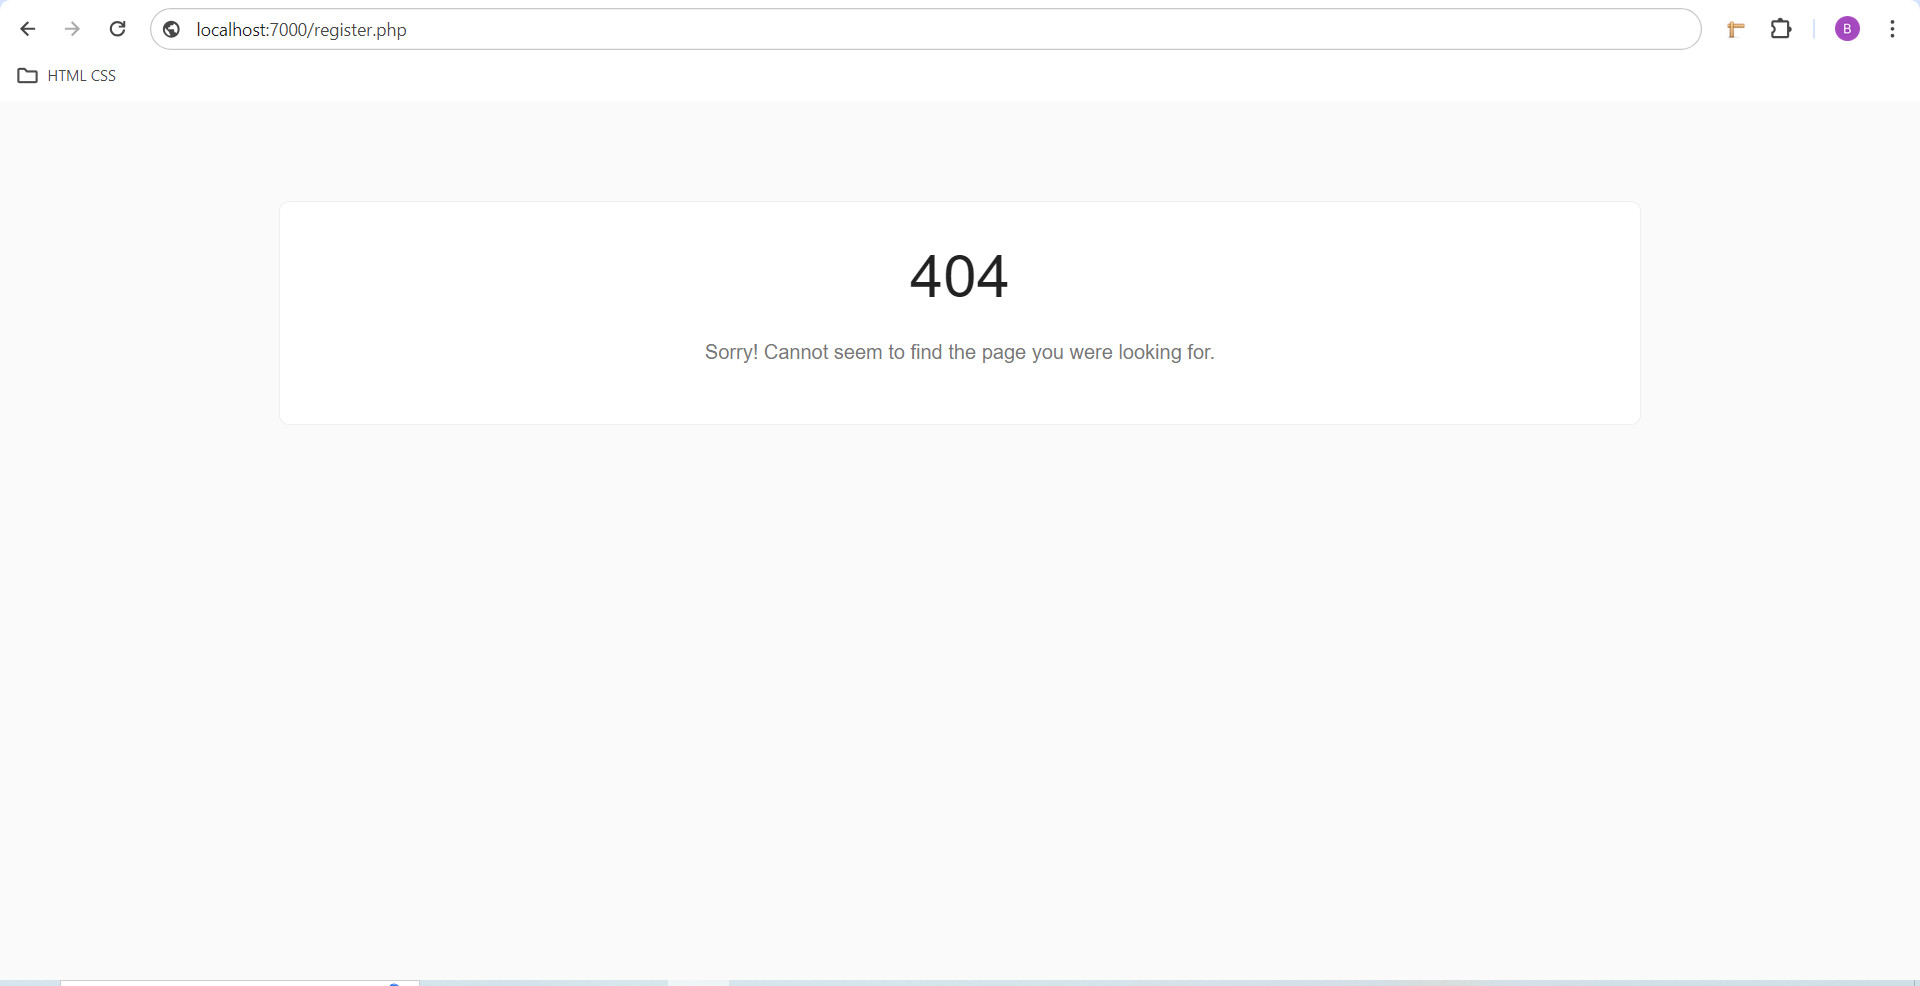 localhost:7000/register.php
B
HTML CSS
404
Sorry! Cannot seem to find the page you were looking for.